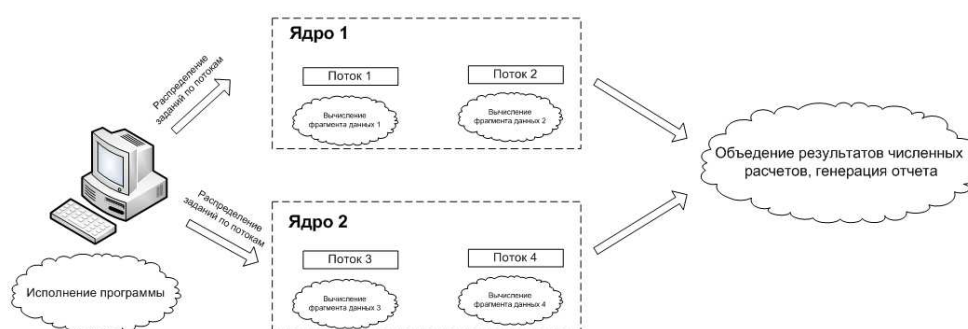 Распределение
заданий по потокам
Ядро 1
Поток 1
Поток 2
Вычисление
фрагмента данных 1
Вычисление
фрагмента данных 2
Объедение результатов численных
расчетов, генерация отчета
Распределение
заданий по потокам
Ядро 2
Поток 3
Поток 4
Вычисление
фрагмента данных 3
Вычисление
фрагмента данных 4
Исполнение программы